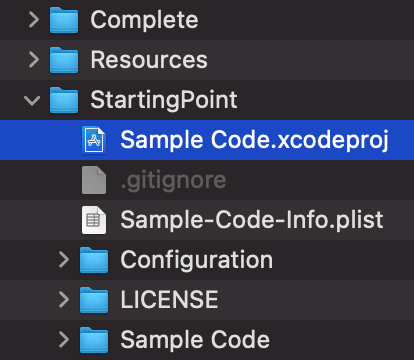 Complete
Resources
StartingPoint
Sample Code.xcodeproj
.gitignore
Sample-Code-Info.plist
Configuration
LICENSE
Sample Code